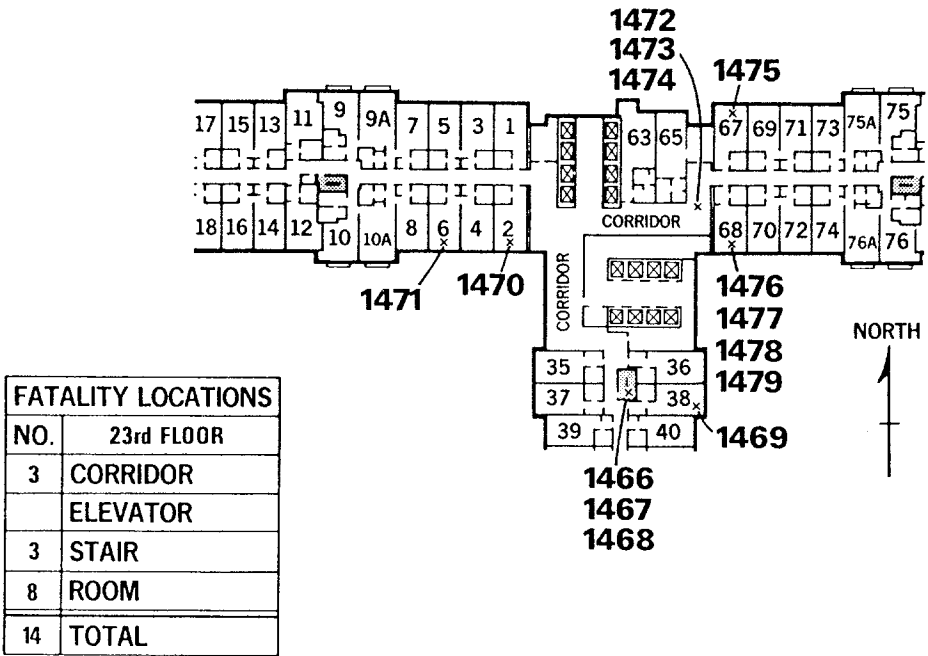 1472
1473
1474
1475
17 15 13 11 9 9A 7 5 3 1
63 65
67 69 71 73 75A 75
CORRIDOR
18 16 14 12 10 10A 8 6 4 2
68 70 72 74 76A 76
CORRIDOR
1471
1470
1476
1477
1478
1479
NORTH
35 36
37 38
39 40
1469
1466
1467
1468
FATALITY LOCATIONS
NO. 23rd FLOOR
3 CORRIDOR
ELEVATOR
3 STAIR
8 ROOM
14 TOTAL